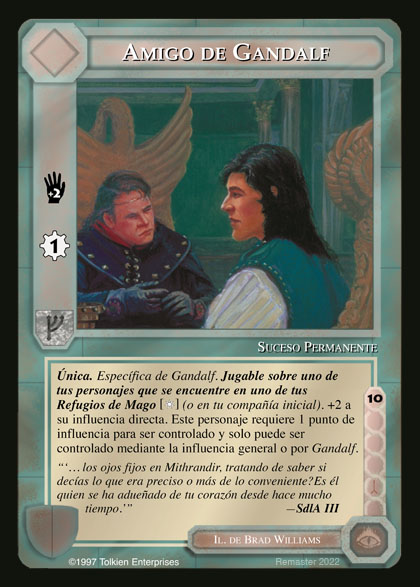 AMIGO DE GANDALF
2
1
SUCESO PERMANENTE
Única. Específica de Gandalf. Jugable sobre uno de
tus personajes que se encuentre en uno de tus
Refugios de Mago [ ] (o en tu compañía inicial). +2 a
su influencia directa. Este personaje requiere 1 punto de
influencia para ser controlado y solo puede ser
controlado mediante la influencia general o por Gandalf.
“‘… los ojos fijos en Mithrandir, tratando de saber si
decías lo que era preciso o más de lo conveniente? Es él
quien se ha adueñado de tu corazón desde hace mucho
tiempo.’” —SdlA III
10
IL. DE BRAD WILLIAMS
©1997 Tolkien Enterprises
Remaster 2022